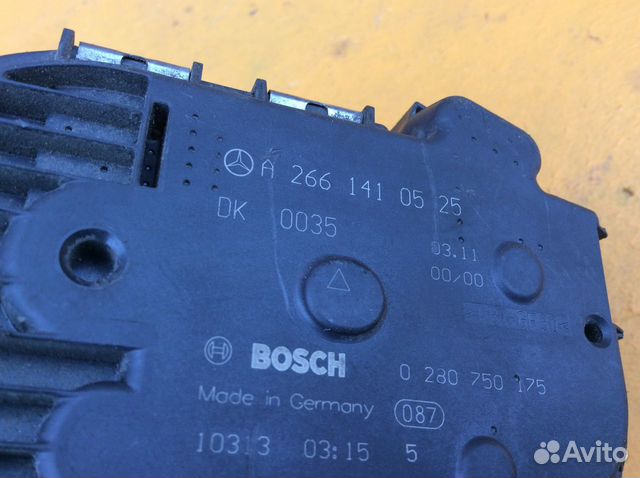 A 266 141 05 25
DK 0035
03.11
00/00
BOSCH 0 280 750 175
Made in Germany 087
10313 03:15 5
Avito